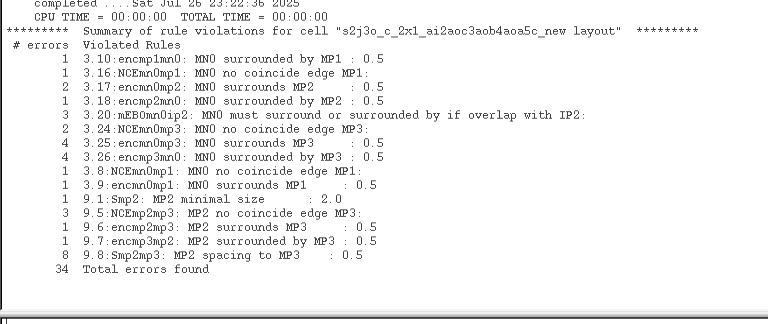 completed ....Sat Jul 26 23:22:36 2025
CPU TIME = 00:00:00 TOTAL TIME = 00:00:00
********* Summary of rule violations for cell "s2j3o_c_2x1_ai2aoc3aob4aoa5c_new layout" *********
# errors Violated Rules
1 3.10:encmp1mn0: MN0 surrounded by MP1 : 0.5
1 3.16:NCEmn0mp1: MN0 no coincide edge MP1:
2 3.17:encmn0mp2: MN0 surrounds MP2 : 0.5
1 3.18:encmp2mn0: MN0 surrounded by MP2 : 0.5
3 3.20:mEB0mn0ip2: MN0 must surround or surrounded by if overlap with IP2:
2 3.24:NCEmn0mp3: MN0 no coincide edge MP3:
4 3.25:encmn0mp3: MN0 surrounds MP3 : 0.5
4 3.26:encmp3mn0: MN0 surrounded by MP3 : 0.5
1 3.8:NCEmn0mp1: MN0 no coincide edge MP1:
1 3.9:encmn0mp1: MN0 surrounds MP1 : 0.5
1 9.1:Smp2: MP2 minimal size : 2.0
3 9.5:NCEmp2mp3: MP2 no coincide edge MP3:
1 9.6:encmp2mp3: MP2 surrounds MP3 : 0.5
1 9.7:encmp3mp2: MP2 surrounded by MP3 : 0.5
8 9.8:Smp2mp3: MP2 spacing to MP3 : 0.5
34 Total errors found